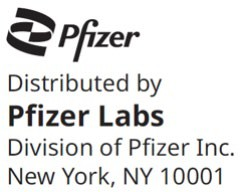 Pfizer
Distributed by
Pfizer Labs
Division of Pfizer Inc.
New York, NY 10001